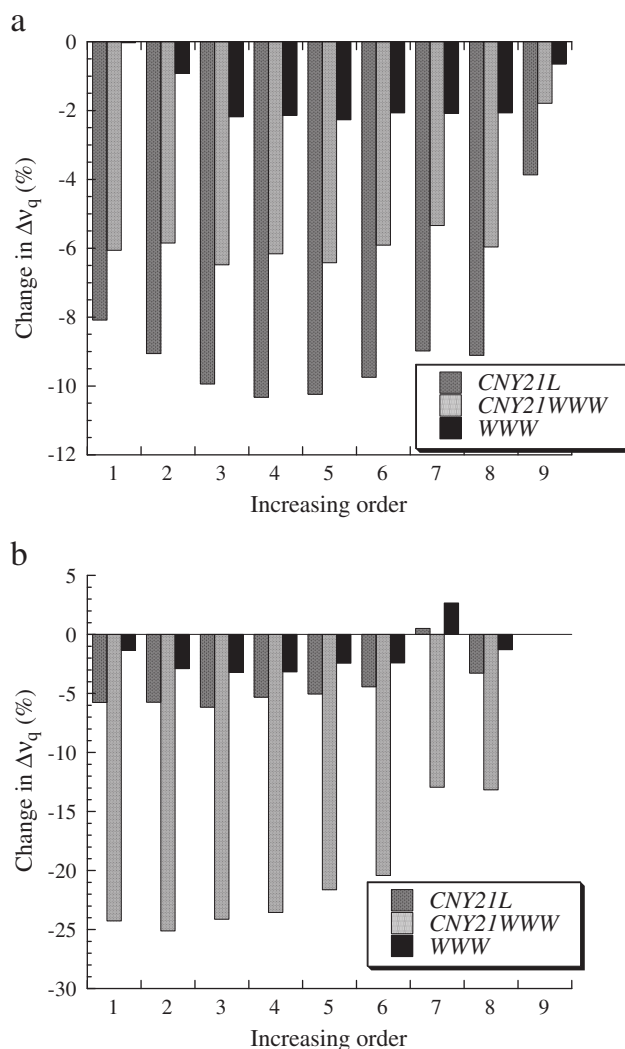 a
Change in Δν_q (%)
0
-2
-4
-6
-8
-10
-12
CNY21L
CNY21WWW
WWW
1 2 3 4 5 6 7 8 9
Increasing order
b
Change in Δν_q (%)
5
0
-5
-10
-15
-20
-25
-30
CNY21L
CNY21WWW
WWW
1 2 3 4 5 6 7 8 9
Increasing order